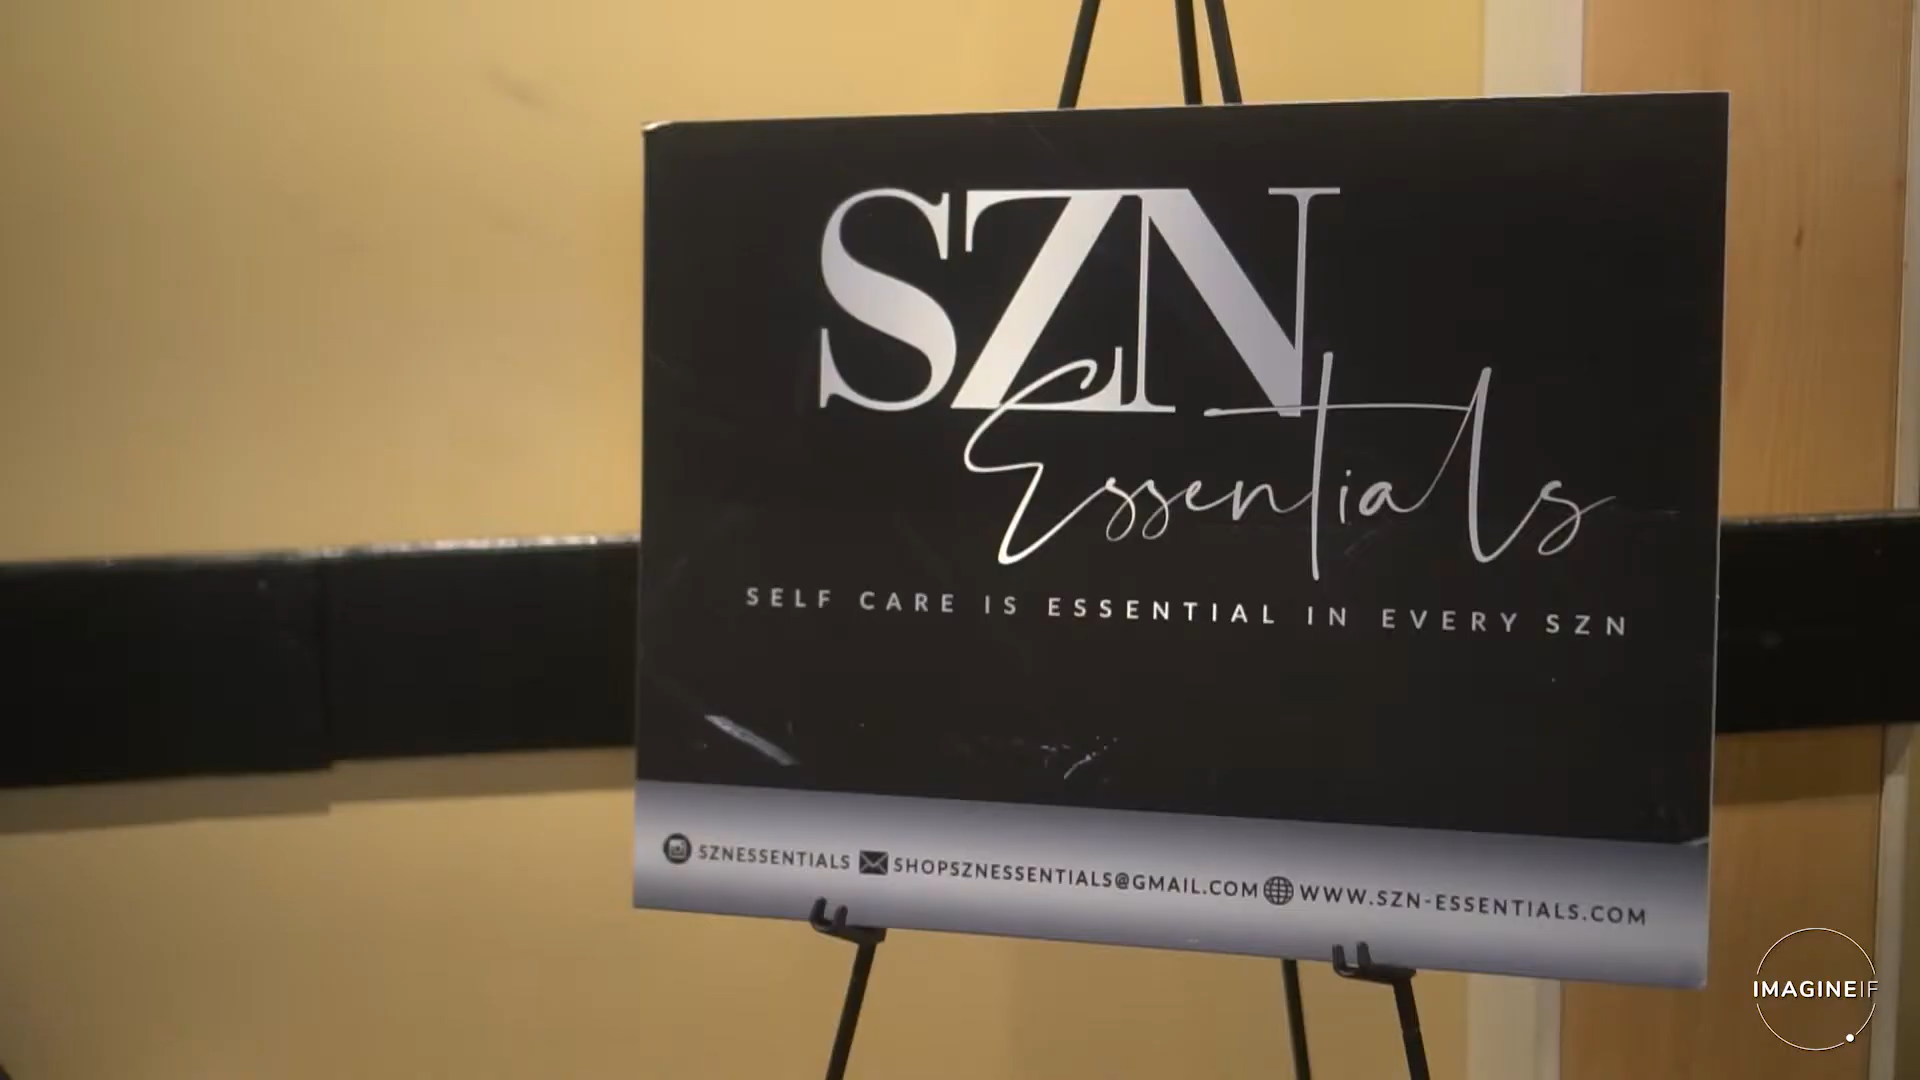 SZN
Essentials
SELF CARE IS ESSENTIAL IN EVERY SZN
SZNESSENTIALS SHOPSZNESSENTIALS@GMAIL.COM WWW.SZN-ESSENTIALS.COM
IMAGINEIF